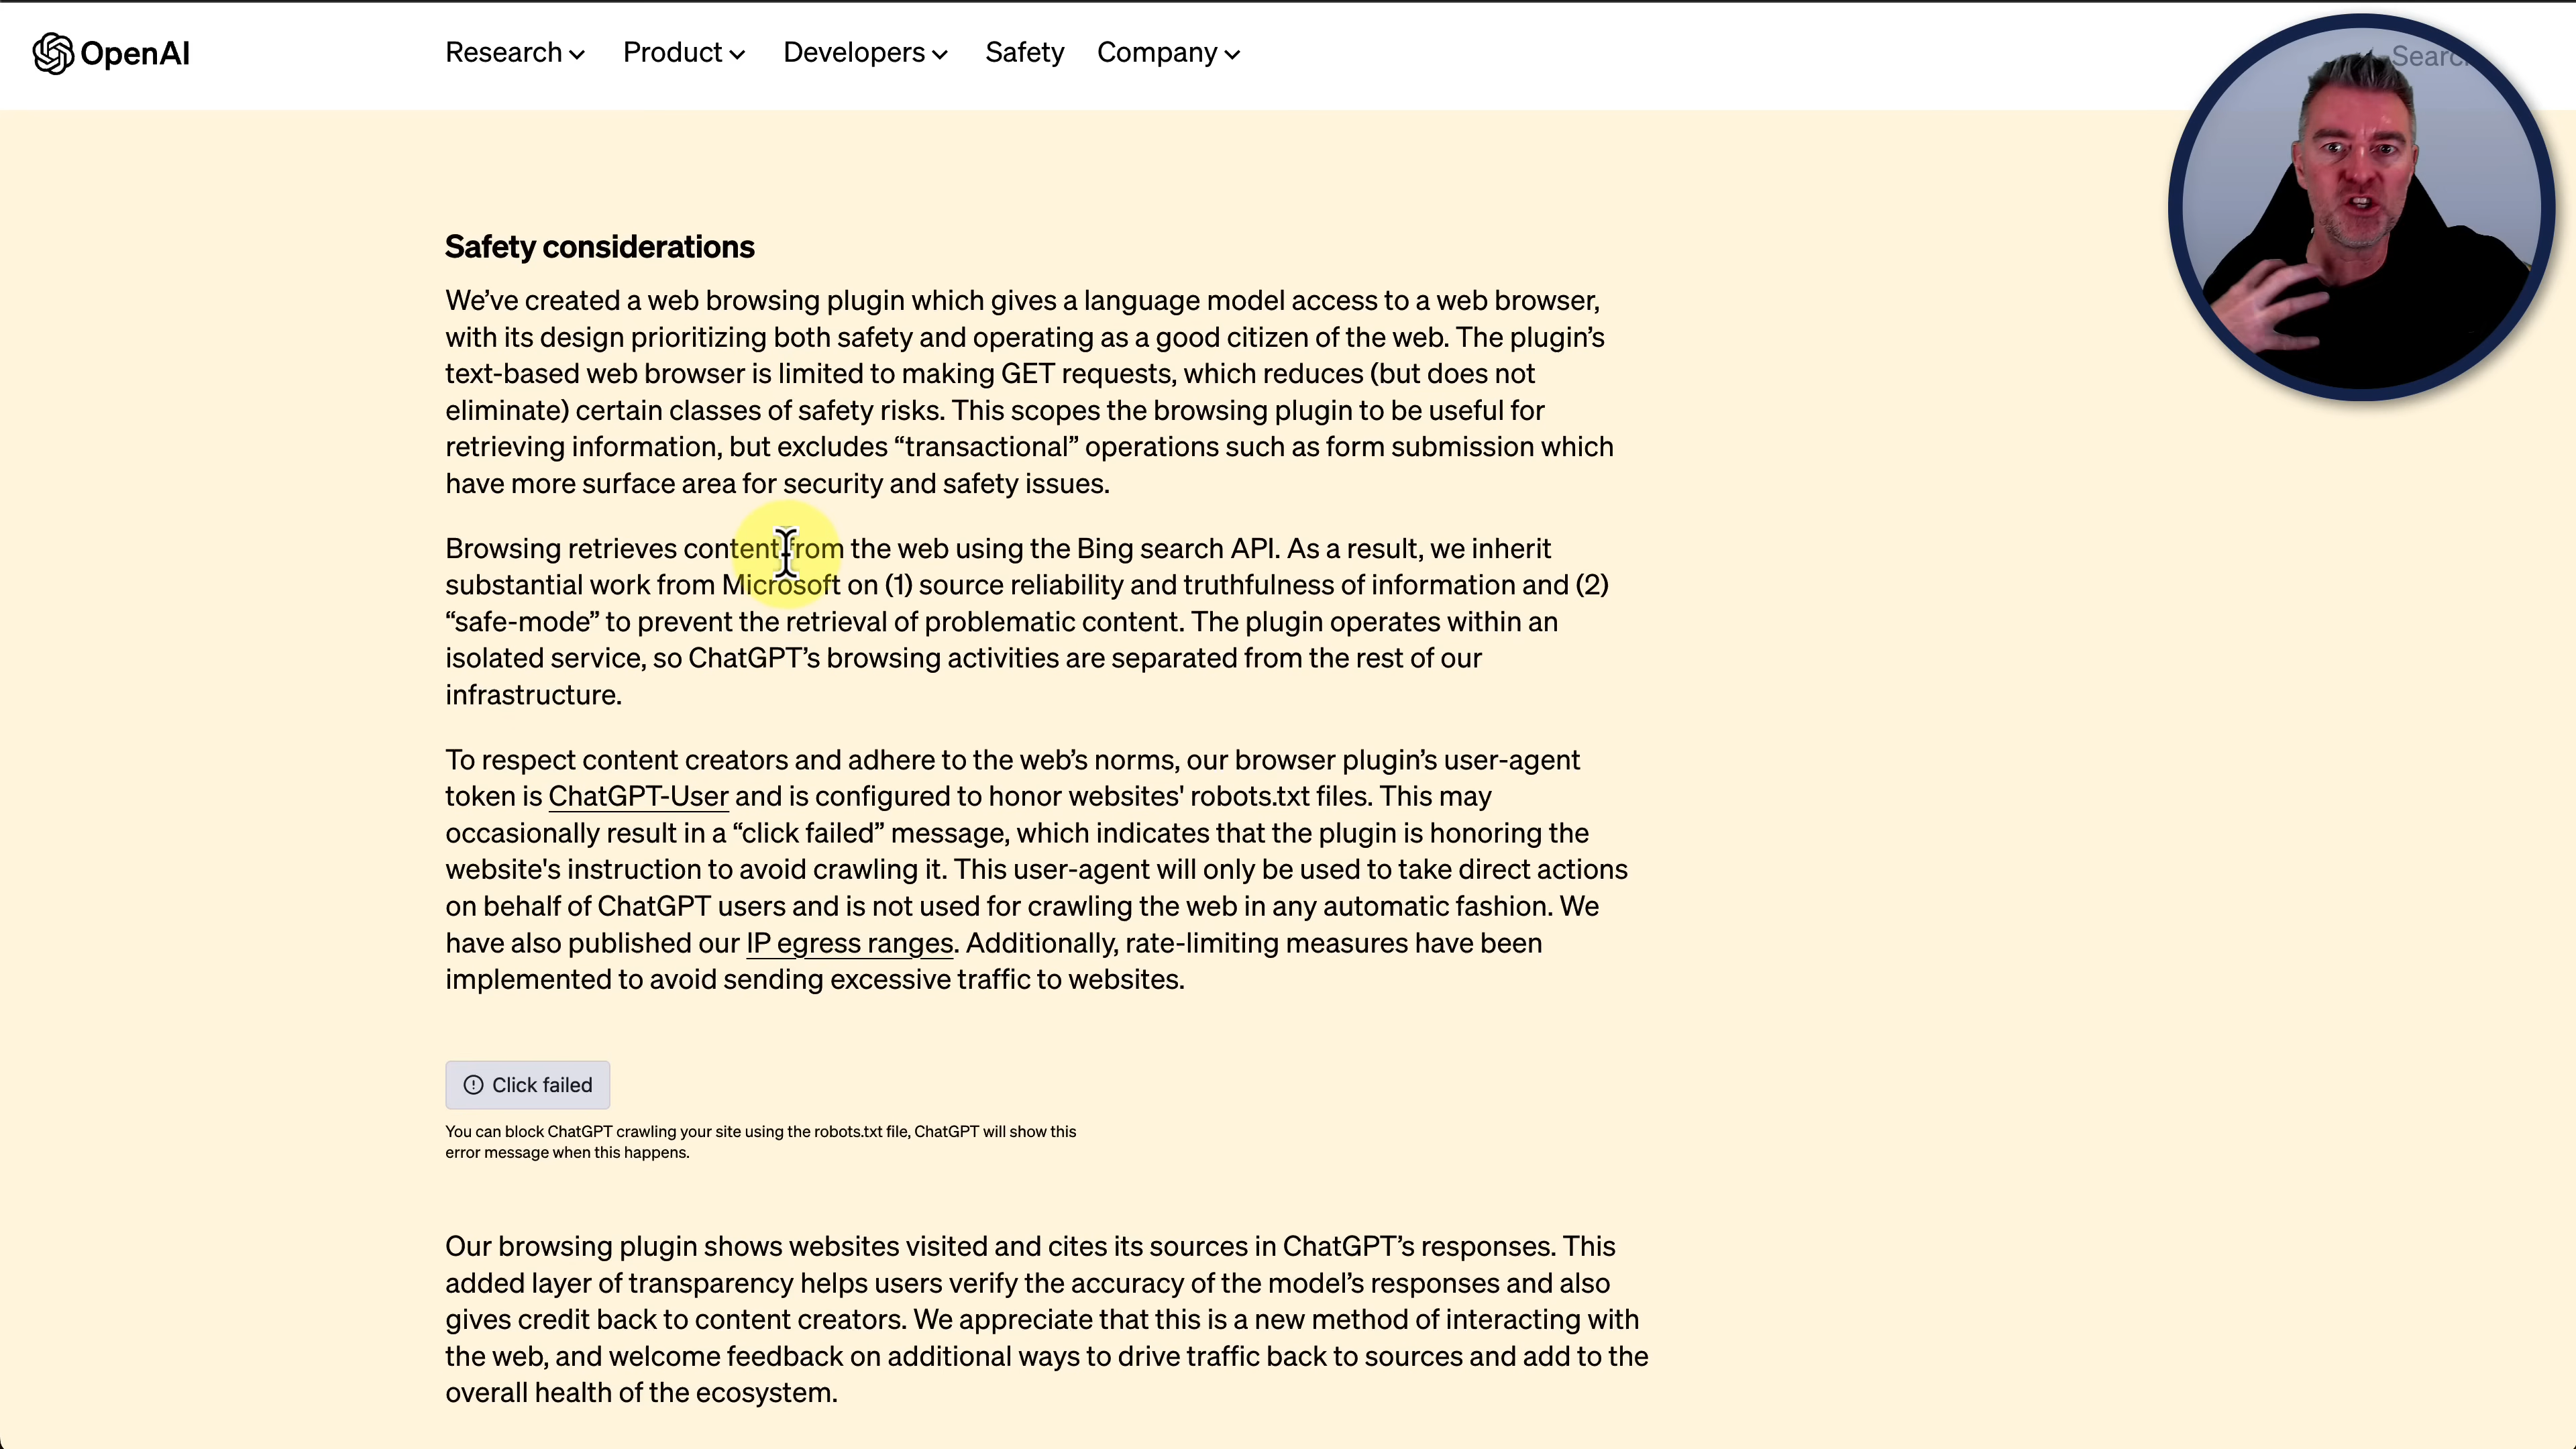 OpenAI
Research
Product
Developers
Safety
Company
Search
Safety considerations
We’ve created a web browsing plugin which gives a language model access to a web browser,
with its design prioritizing both safety and operating as a good citizen of the web. The plugin’s
text-based web browser is limited to making GET requests, which reduces (but does not
eliminate) certain classes of safety risks. This scopes the browsing plugin to be useful for
retrieving information, but excludes “transactional” operations such as form submission which
have more surface area for security and safety issues.
Browsing retrieves content from the web using the Bing search API. As a result, we inherit
substantial work from Microsoft on (1) source reliability and truthfulness of information and (2)
“safe-mode” to prevent the retrieval of problematic content. The plugin operates within an
isolated service, so ChatGPT’s browsing activities are separated from the rest of our
infrastructure.
To respect content creators and adhere to the web’s norms, our browser plugin’s user-agent
token is ChatGPT-User and is configured to honor websites' robots.txt files. This may
occasionally result in a “click failed” message, which indicates that the plugin is honoring the
website's instruction to avoid crawling it. This user-agent will only be used to take direct actions
on behalf of ChatGPT users and is not used for crawling the web in any automatic fashion. We
have also published our IP egress ranges. Additionally, rate-limiting measures have been
implemented to avoid sending excessive traffic to websites.
Click failed
You can block ChatGPT crawling your site using the robots.txt file, ChatGPT will show this
error message when this happens.
Our browsing plugin shows websites visited and cites its sources in ChatGPT’s responses. This
added layer of transparency helps users verify the accuracy of the model’s responses and also
gives credit back to content creators. We appreciate that this is a new method of interacting with
the web, and welcome feedback on additional ways to drive traffic back to sources and add to the
overall health of the ecosystem.